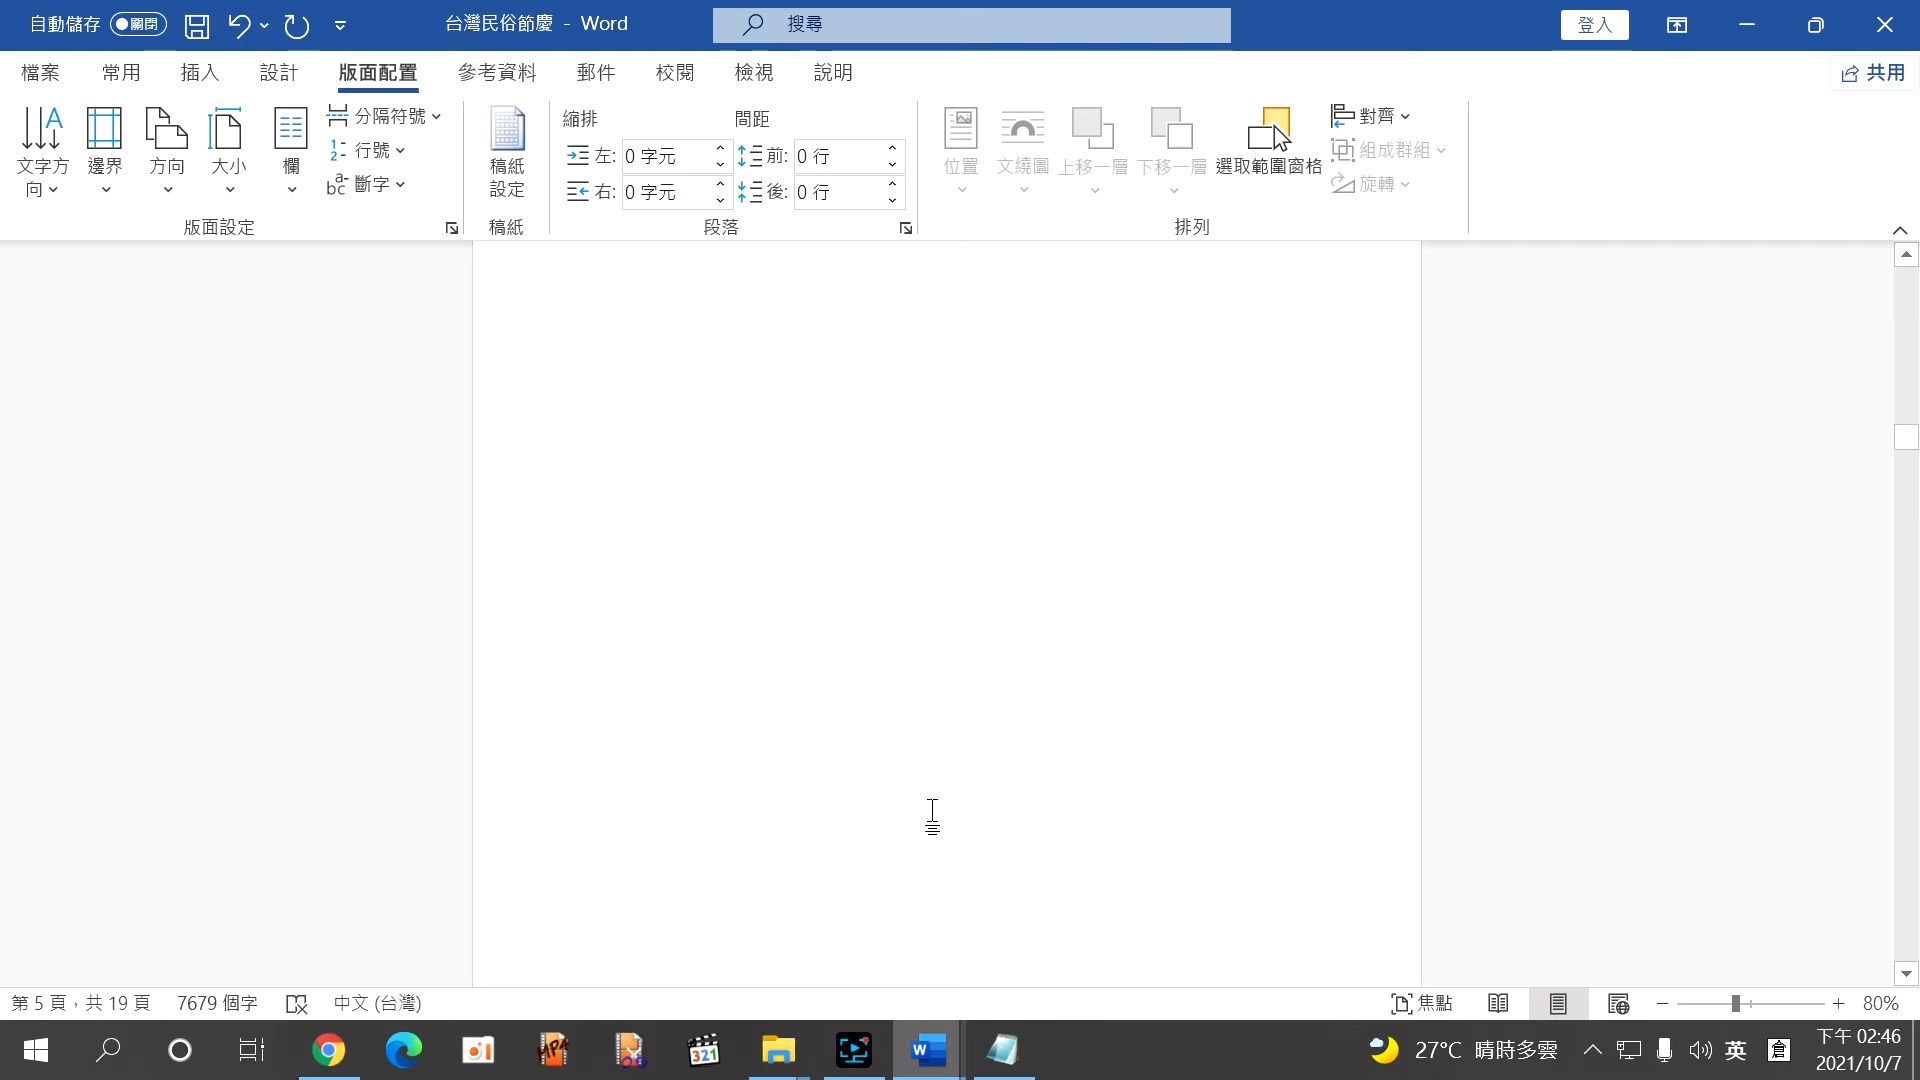 自動儲存 關閉 台灣民俗節慶 - Word 搜尋 登入
檔案 常用 插入 設計 版面配置 參考資料 郵件 校閱 檢視 說明 共用
文字方向 邊界 方向 大小 欄 分隔符號
行號
斷字
版面設定
稿紙設定
稿紙
縮排 間距
左: 0 字元 前: 0 行
右: 0 字元 後: 0 行
段落
位置 文繞圖 上移一層 下移一層 選取範圍窗格 對齊
組成群組
旋轉
排列
第 5 頁，共 19 頁 7679 個字 中文 (台灣) 焦點 80%
MP4 321 W 27°C 晴時多雲 英 倉 下午 02:46
2021/10/7